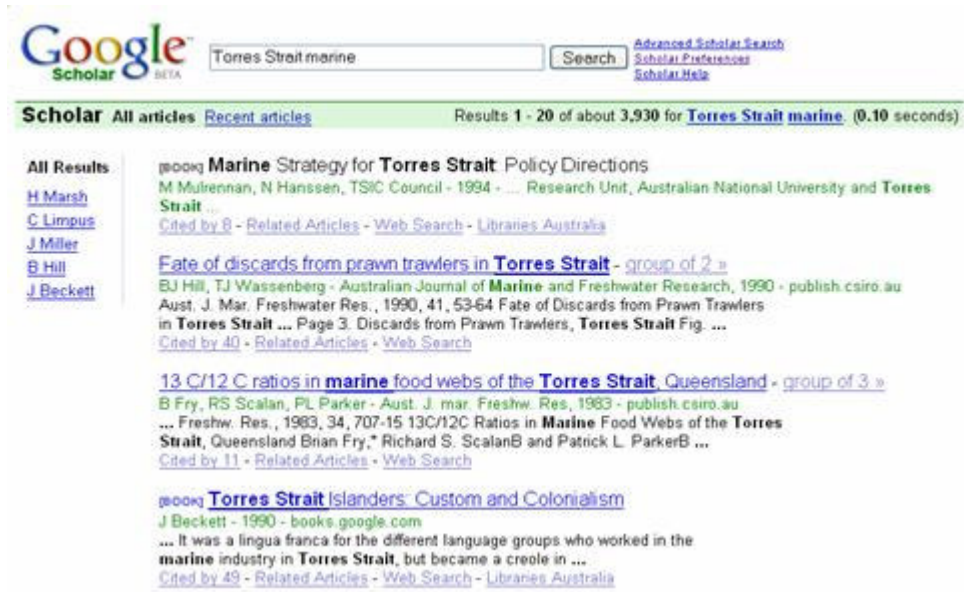 Google
Scholar BETA
Torres Strait marine
Search
Advanced Scholar Search
Scholar Preferences
Scholar Help
Scholar All articles Recent articles
Results 1 - 20 of about 3,930 for Torres Strait marine. (0.10 seconds)
All Results
H Marsh
C Limpus
J Miller
B Hill
J Beckett
[BOOK] Marine Strategy for Torres Strait: Policy Directions
M Mulrennan, N Hanssen, TSIC Council - 1994 - ... Research Unit, Australian National University and Torres
Strait ...
Cited by 8 - Related Articles - Web Search - Libraries Australia
Fate of discards from prawn trawlers in Torres Strait - group of 2 »
BJ Hill, TJ Wassenberg - Australian Journal of Marine and Freshwater Research, 1990 - publish.csiro.au
Aust. J. Mar. Freshwater Res., 1990, 41, 53-64 Fate of Discards from Prawn Trawlers
in Torres Strait ... Page 3. Discards from Prawn Trawlers, Torres Strait Fig. ...
Cited by 40 - Related Articles - Web Search
13 C/12 C ratios in marine food webs of the Torres Strait, Queensland - group of 3 »
B Fry, RS Scalan, PL Parker - Aust. J. mar. Freshw. Res, 1983 - publish.csiro.au
... Freshw. Res., 1983, 34, 707-15 13C/12C Ratios in Marine Food Webs of the Torres
Strait, Queensland Brian Fry,* Richard S. ScalanB and Patrick L. ParkerB ...
Cited by 11 - Related Articles - Web Search
[BOOK] Torres Strait Islanders: Custom and Colonialism
J Beckett - 1990 - books.google.com
... It was a lingua franca for the different language groups who worked in the
marine industry in Torres Strait, but became a creole in ...
Cited by 49 - Related Articles - Web Search - Libraries Australia